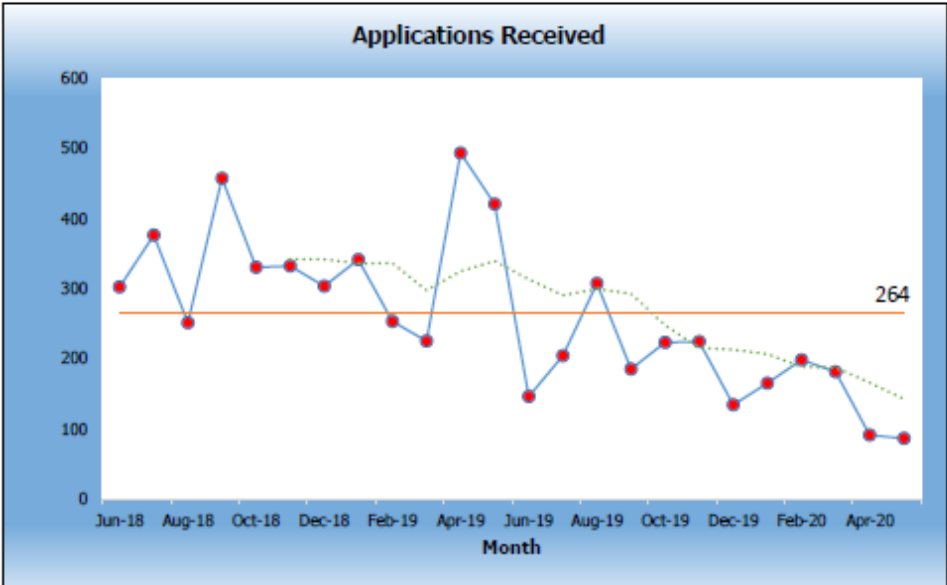 Applications Received
600
500
400
300
200
100
0
264
Jun-18 Aug-18 Oct-18 Dec-18 Feb-19 Apr-19 Jun-19 Aug-19 Oct-19 Dec-19 Feb-20 Apr-20
Month